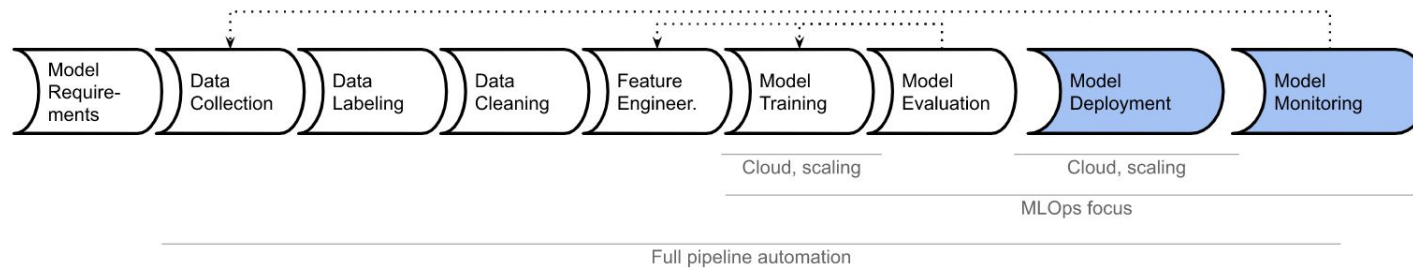 Model
Require-
ments
Data
Collection
Data
Labeling
Data
Cleaning
Feature
Engineer.
Model
Training
Model
Evaluation
Model
Deployment
Model
Monitoring
Cloud, scaling
Cloud, scaling
MLOps focus
Full pipeline automation